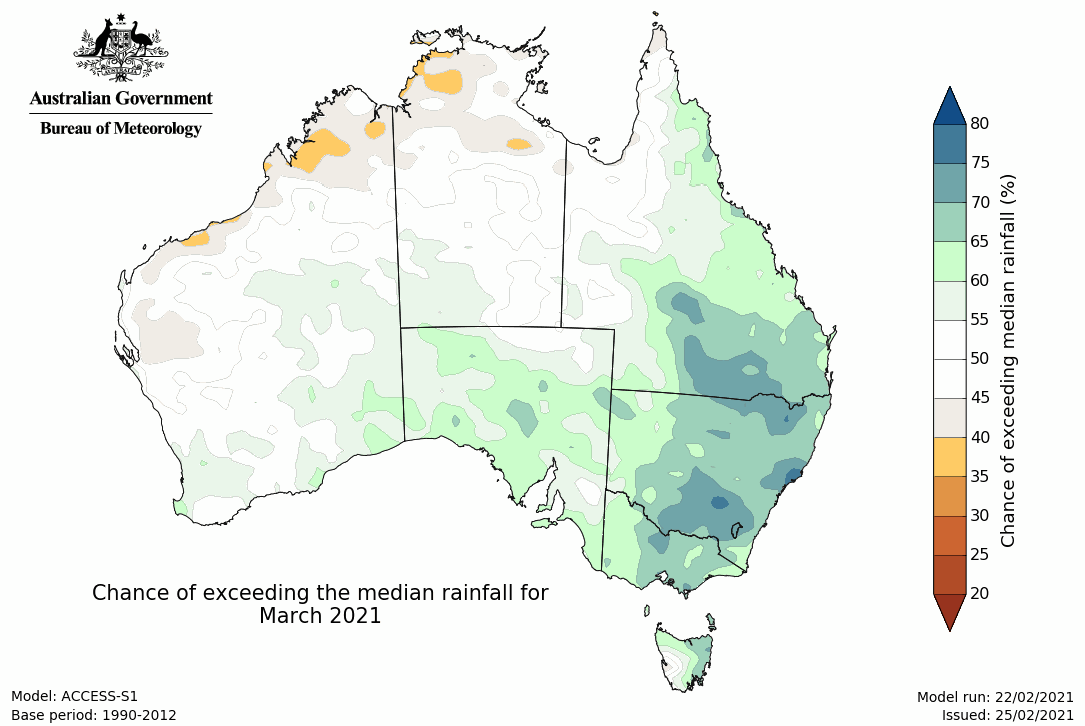 Australian Government
Bureau of Meteorology
80
75
70
65
60
55
50
45
40
35
30
25
20
Chance of exceeding median rainfall (%)
Chance of exceeding the median rainfall for
March 2021
Model: ACCESS-S1
Base period: 1990-2012
Model run: 22/02/2021
Issued: 25/02/2021